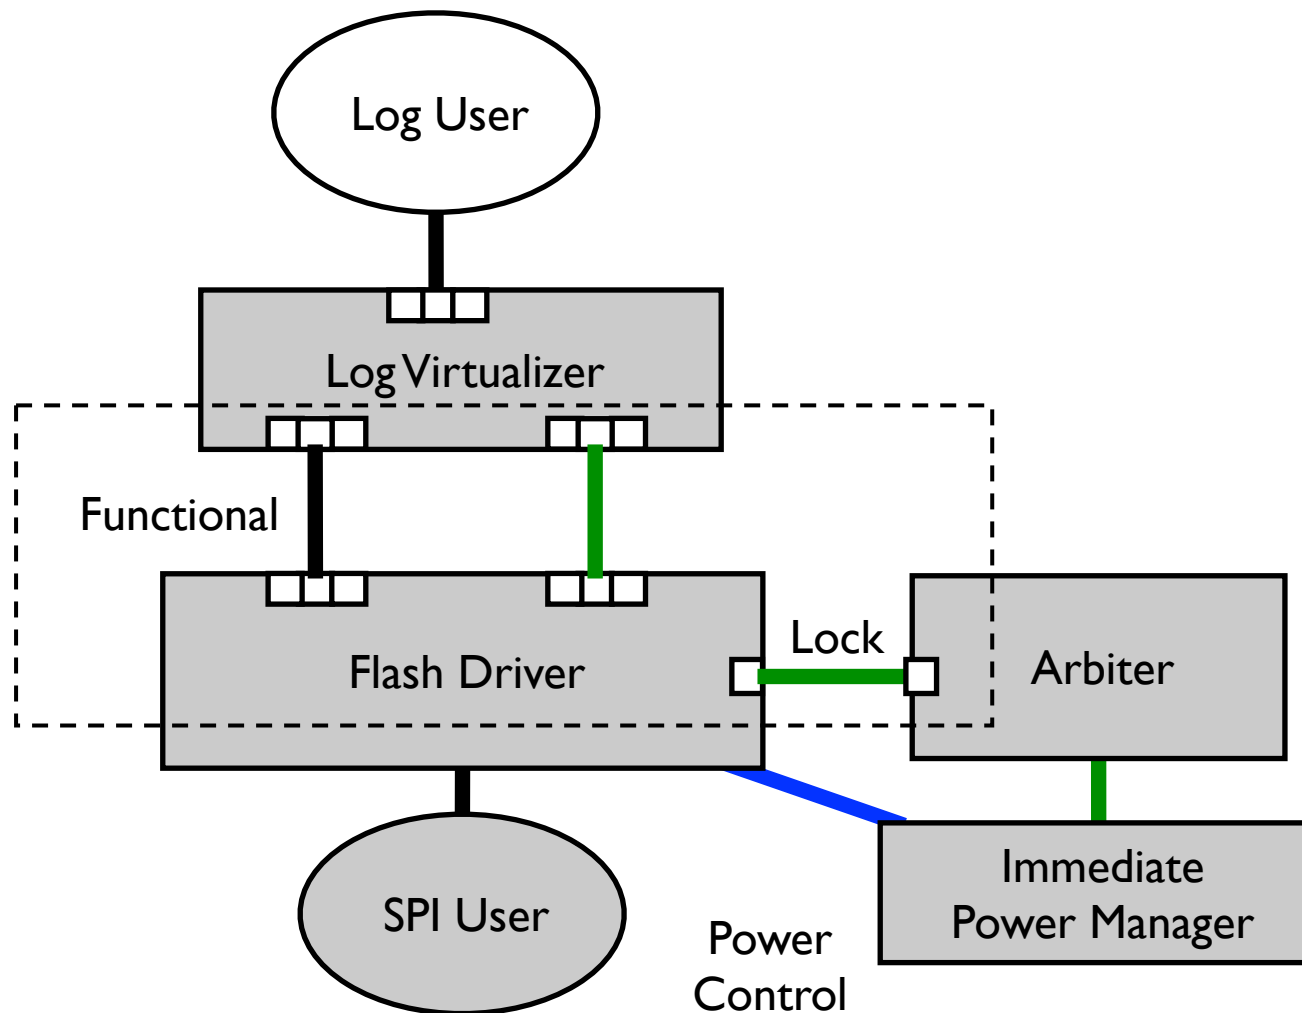 Log User
Log Virtualizer
Functional
Lock
Flash Driver
Arbiter
Immediate
Power Manager
SPI User
Power
Control